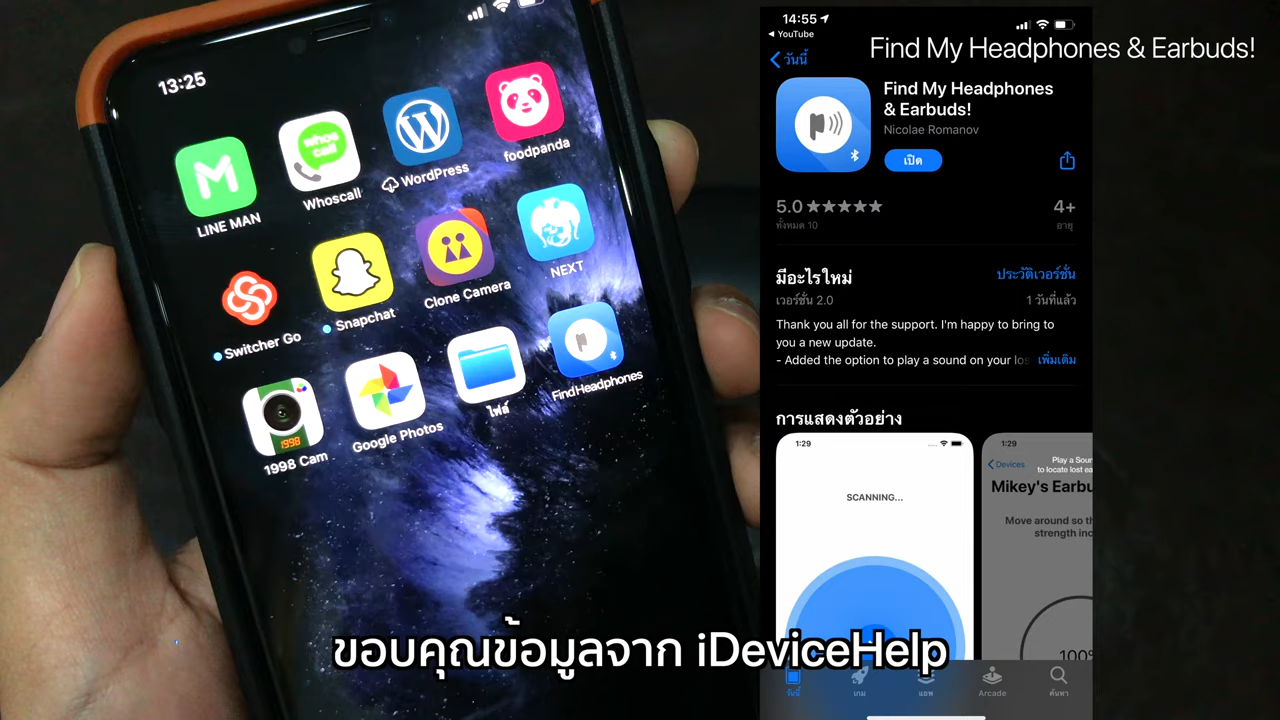 13:25
LINE MAN
whos
call
Whoscall
WordPress
foodpanda
Switcher Go
Snapchat
Clone Camera
NEXT
1998
1998 Cam
Google Photos
ไฟล์
FindHeadphones
14:55
YouTube
Find My Headphones & Earbuds!
วันนี้
Find My Headphones
& Earbuds!
Nicolae Romanov
เปิด
5.0
4+
ทั้งหมด 10
อายุ
มีอะไรใหม่
ประวัติเวอร์ชั่น
เวอร์ชั่น 2.0
1 วันที่แล้ว
Thank you all for the support. I'm happy to bring to
you a new update.
- Added the option to play a sound on your los
เพิ่มเติม
การแสดงตัวอย่าง
1:29
SCANNING...
1:29
Devices
Play a Soun
to locate lost ea
Mikey's Earbu
Move around so th
strength inc
100%
ขอบคุณข้อมูลจาก iDeviceHelp
วันนี้
เกม
แอพ
Arcade
ค้นหา